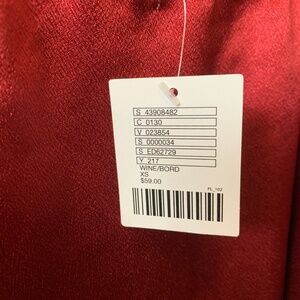 S 43908482
C 0130
V 023854
S 0000034
S ED62729
Y 217
WINE/BORD
XS
$59.00
FL_102